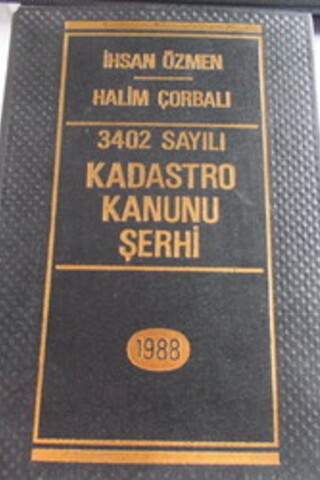 İHSAN ÖZMEN
HALİM ÇORBALI
3402 SAYILI
KADASTRO
KANUNU
ŞERHİ
1988